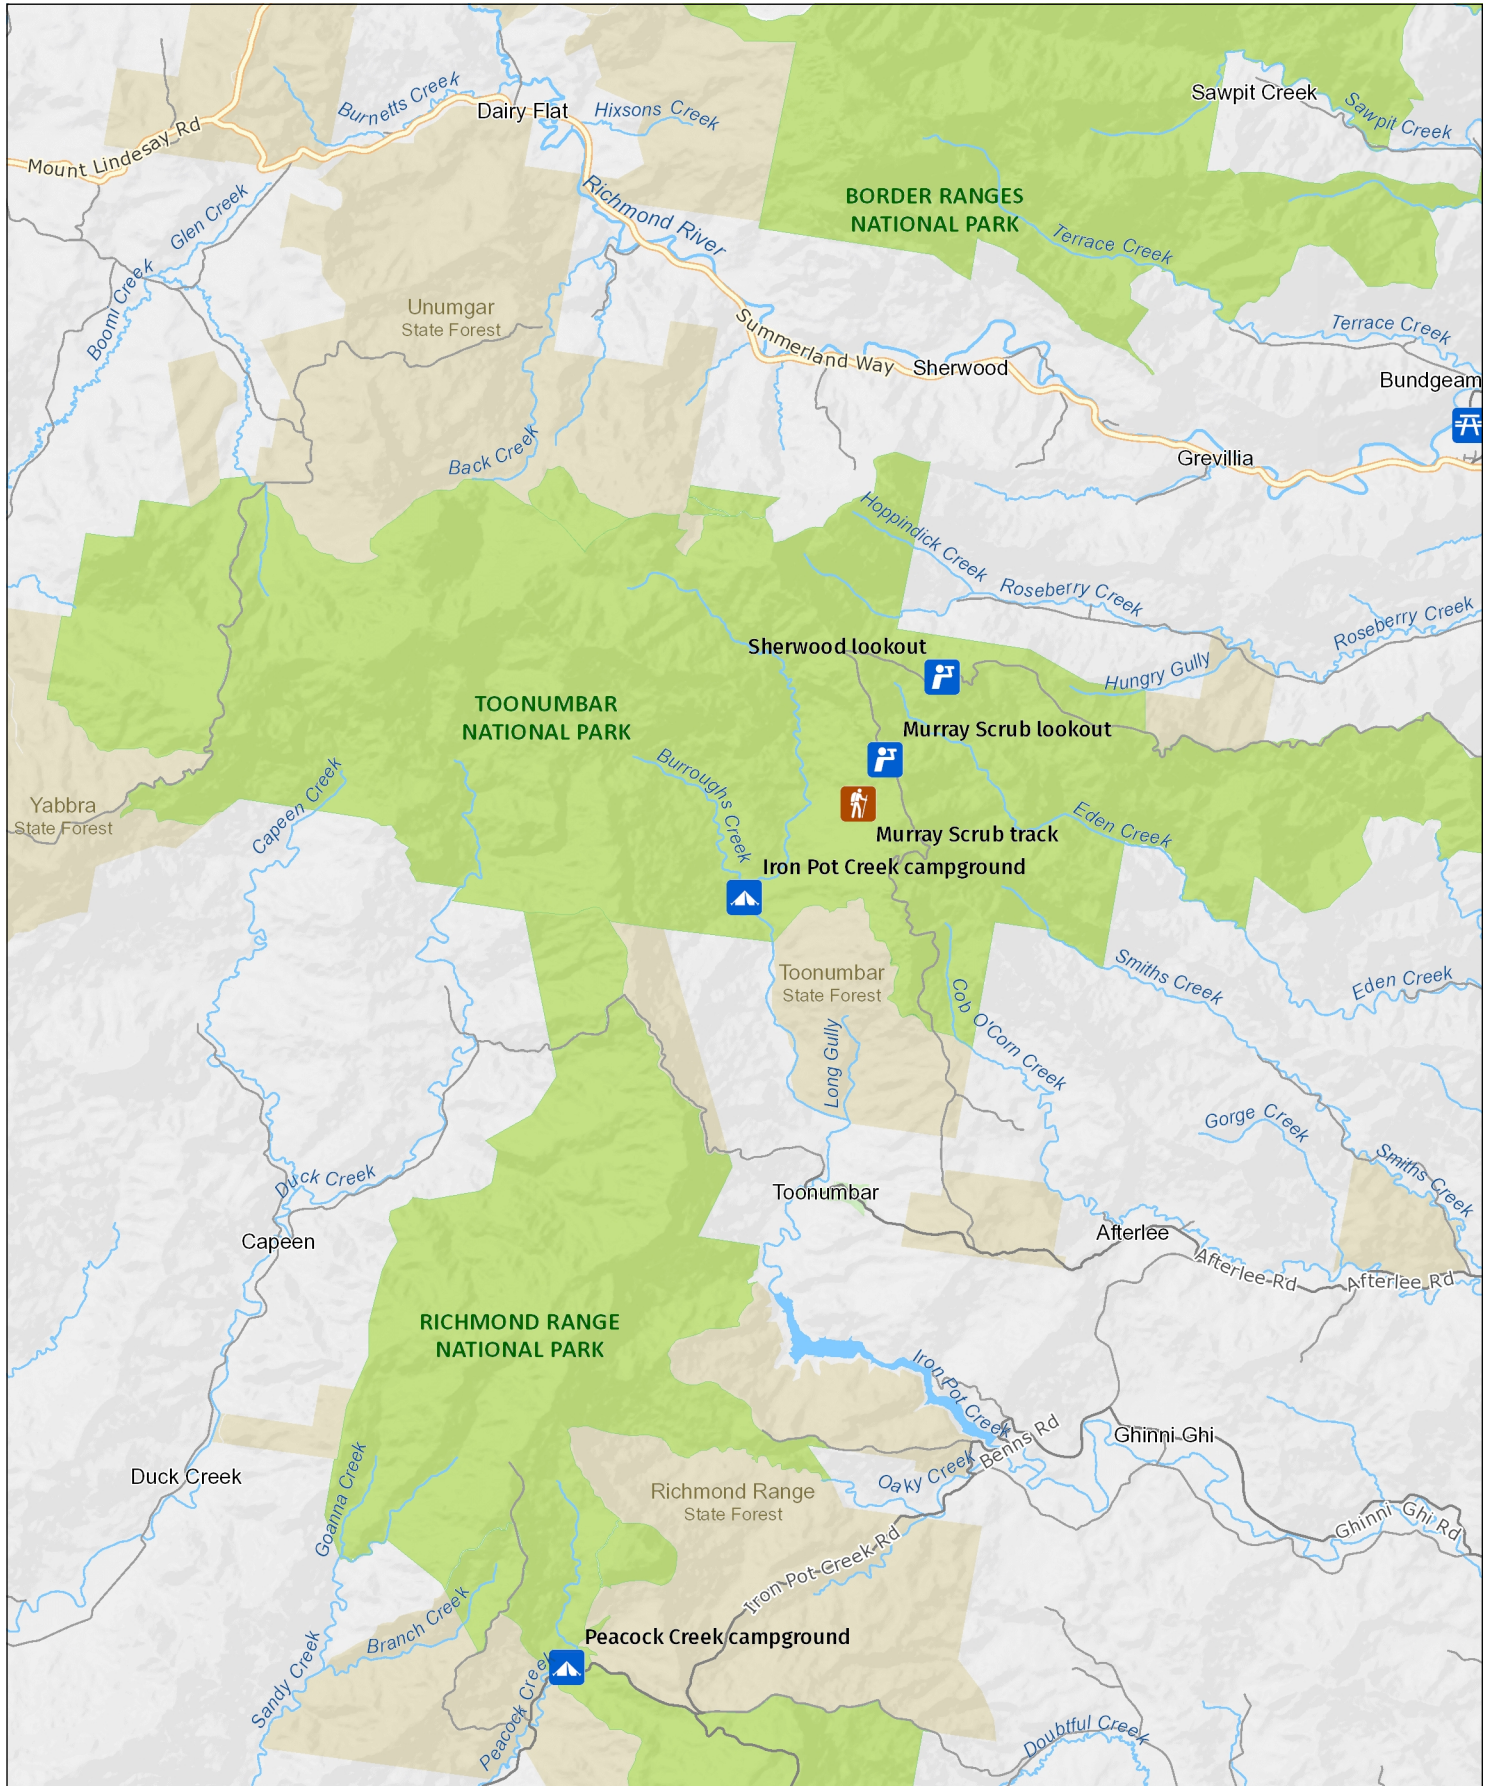 Sawpit Creek
Sawpit Creek
Burnetts Creek
Dairy Flat
Hixsons Creek
Mount Lindesay Rd
Glen Creek
Richmond River
BORDER RANGES
NATIONAL PARK
Terrace Creek
Boomi Creek
Unumgar
State Forest
Summerland Way
Sherwood
Terrace Creek
Bundgeam
Back Creek
Grevillia
Hoppindick Creek
Roseberry Creek
Roseberry Creek
Sherwood lookout
Hungry Gully
TOONUMBAR
NATIONAL PARK
Murray Scrub lookout
Burroughs Creek
Capeen Creek
Yabbra
State Forest
Eden Creek
Murray Scrub track
Iron Pot Creek campground
Toonumbar
State Forest
Smiths Creek
Eden Creek
Cob O'Corn Creek
Long Gully
Gorge Creek
Smiths Creek
Duck Creek
Toonumbar
Capeen
Afterlee
Afterlee Rd
Afterlee Rd
RICHMOND RANGE
NATIONAL PARK
Iron Pot Creek
Benns Rd
Ghinni Ghi
Goanna Creek
Duck Creek
Oaky Creek
Richmond Range
State Forest
Ghinni Ghi Rd
Iron Pot Creek Rd
Branch Creek
Peacock Creek campground
Sandy Creek
Peacock Creek
Doubtful Creek